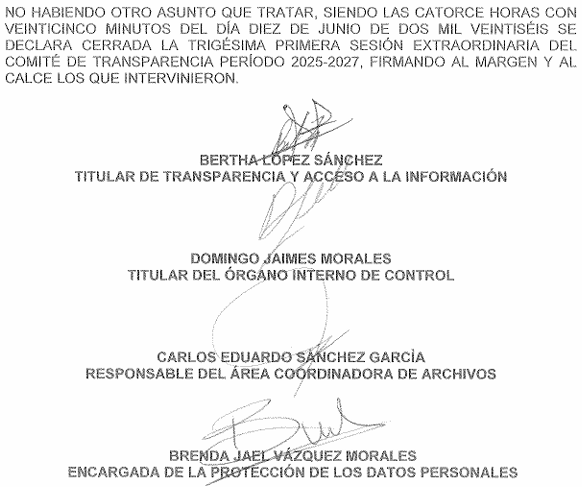 NO HABIENDO OTRO ASUNTO QUE TRATAR, SIENDO LAS CATORCE HORAS CON
VEINTICINCO MINUTOS DEL DÍA DIEZ DE JUNIO DE DOS MIL VEINTISÉIS SE
DECLARA CERRADA LA TRIGÉSIMA PRIMERA SESIÓN EXTRAORDINARIA DEL
COMITÉ DE TRANSPARENCIA PERÍODO 2025-2027, FIRMANDO AL MARGEN Y AL
CALCE LOS QUE INTERVINIERON.
BERTHA LÓPEZ SÁNCHEZ
TITULAR DE TRANSPARENCIA Y ACCESO A LA INFORMACIÓN
DOMINGO JAIMES MORALES
TITULAR DEL ÓRGANO INTERNO DE CONTROL
CARLOS EDUARDO SÁNCHEZ GARCÍA
RESPONSABLE DEL ÁREA COORDINADORA DE ARCHIVOS
BRENDA JAEL VÁZQUEZ MORALES
ENCARGADA DE LA PROTECCIÓN DE LOS DATOS PERSONALES